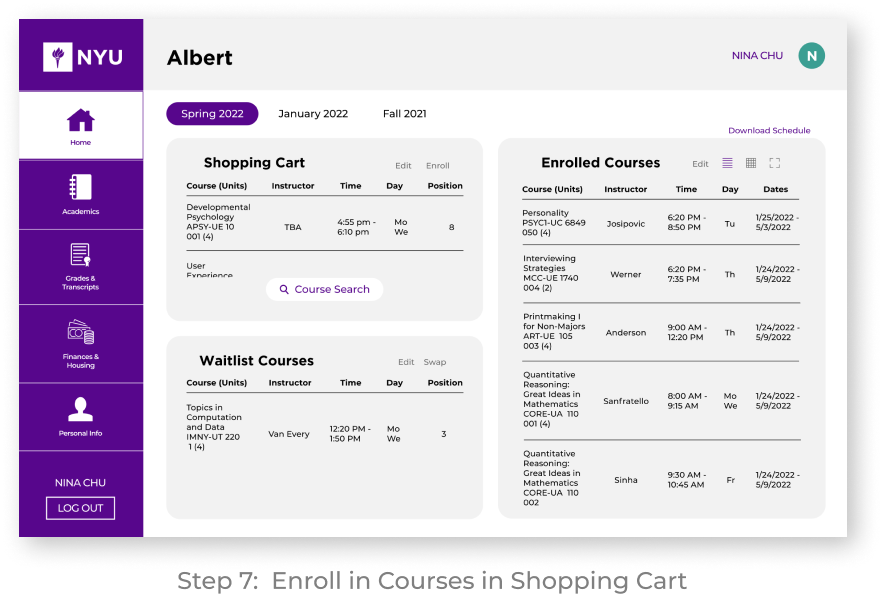 NYU
Albert
NINA CHU
N
Home
Academics
Grades &
Transcripts
Finances &
Housing
Personal Info
NINA CHU
LOG OUT
Spring 2022 January 2022 Fall 2021
Download Schedule
Shopping Cart Edit Enroll
Course (Units) Instructor Time Day Position
Developmental
Psychology
APSY-UE 10
001 (4)
TBA
4:55 pm -
6:10 pm
Mo
We
8
User
Experience
Course Search
Waitlist Courses Edit Swap
Course (Units) Instructor Time Day Position
Topics in
Computation
and Data
IMNY-UT 220
1 (4)
Van Every
12:20 PM -
1:50 PM
Mo
We
3
Enrolled Courses Edit
Course (Units) Instructor Time Day Dates
Personality
PSYC1-UC 6849
050 (4)
Josipovic
6:20 PM -
8:50 PM
Tu
1/25/2022 -
5/3/2022
Interviewing
Strategies
MCC-UE 1740
004 (2)
Werner
6:20 PM -
7:35 PM
Th
1/24/2022 -
5/9/2022
Printmaking I
for Non-Majors
ART-UE 105
003 (4)
Anderson
9:00 AM -
12:20 PM
Th
1/24/2022 -
5/9/2022
Quantitative
Reasoning:
Great Ideas in
Mathematics
CORE-UA 110
001 (4)
Sanfratello
8:00 AM -
9:15 AM
Mo
We
1/24/2022 -
5/9/2022
Quantitative
Reasoning:
Great Ideas in
Mathematics
CORE-UA 110
002
Sinha
9:30 AM -
10:45 AM
Fr
1/24/2022 -
5/9/2022
Step 7: Enroll in Courses in Shopping Cart